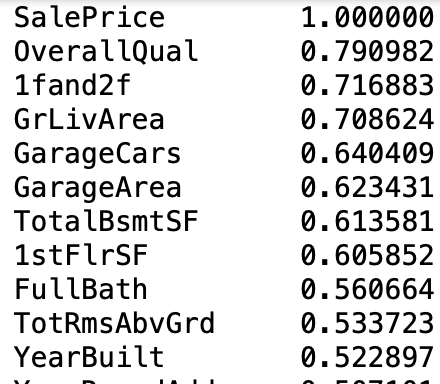 SalePrice 1.000000
OverallQual 0.790982
1fand2f 0.716883
GrLivArea 0.708624
GarageCars 0.640409
GarageArea 0.623431
TotalBsmtSF 0.613581
1stFlrSF 0.605852
FullBath 0.560664
TotRmsAbvGrd 0.533723
YearBuilt 0.522897